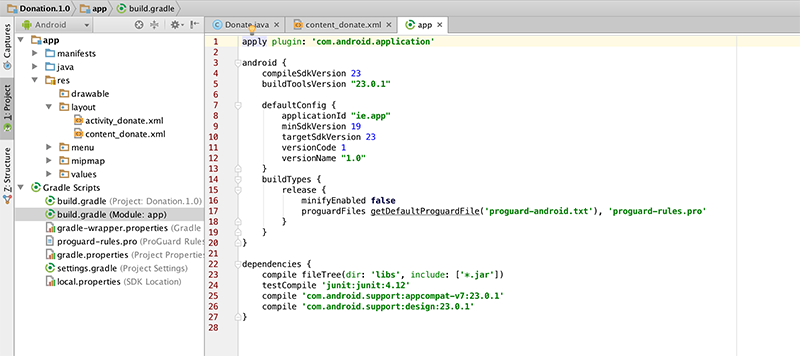 Donation.1.0 app build.gradle
Android
Donate.java content_donate.xml app
Captures
1: Project
7: Structure
app
manifests
java
res
drawable
layout
activity_donate.xml
content_donate.xml
menu
mipmap
values
Gradle Scripts
build.gradle (Project: Donation.1.0)
build.gradle (Module: app)
gradle-wrapper.properties (Gradle
proguard-rules.pro (ProGuard Rules
gradle.properties (Project Properties
settings.gradle (Project Settings)
local.properties (SDK Location)
1 apply plugin: 'com.android.application'
2
3 android {
4 compileSdkVersion 23
5 buildToolsVersion "23.0.1"
6
7 defaultConfig {
8 applicationId "ie.app"
9 minSdkVersion 19
10 targetSdkVersion 23
11 versionCode 1
12 versionName "1.0"
13 }
14 buildTypes {
15 release {
16 minifyEnabled false
17 proguardFiles getDefaultProguardFile('proguard-android.txt'), 'proguard-rules.pro'
18 }
19 }
20 }
21
22 dependencies {
23 compile fileTree(dir: 'libs', include: ['*.jar'])
24 testCompile 'junit:junit:4.12'
25 compile 'com.android.support:appcompat-v7:23.0.1'
26 compile 'com.android.support:design:23.0.1'
27 }
28